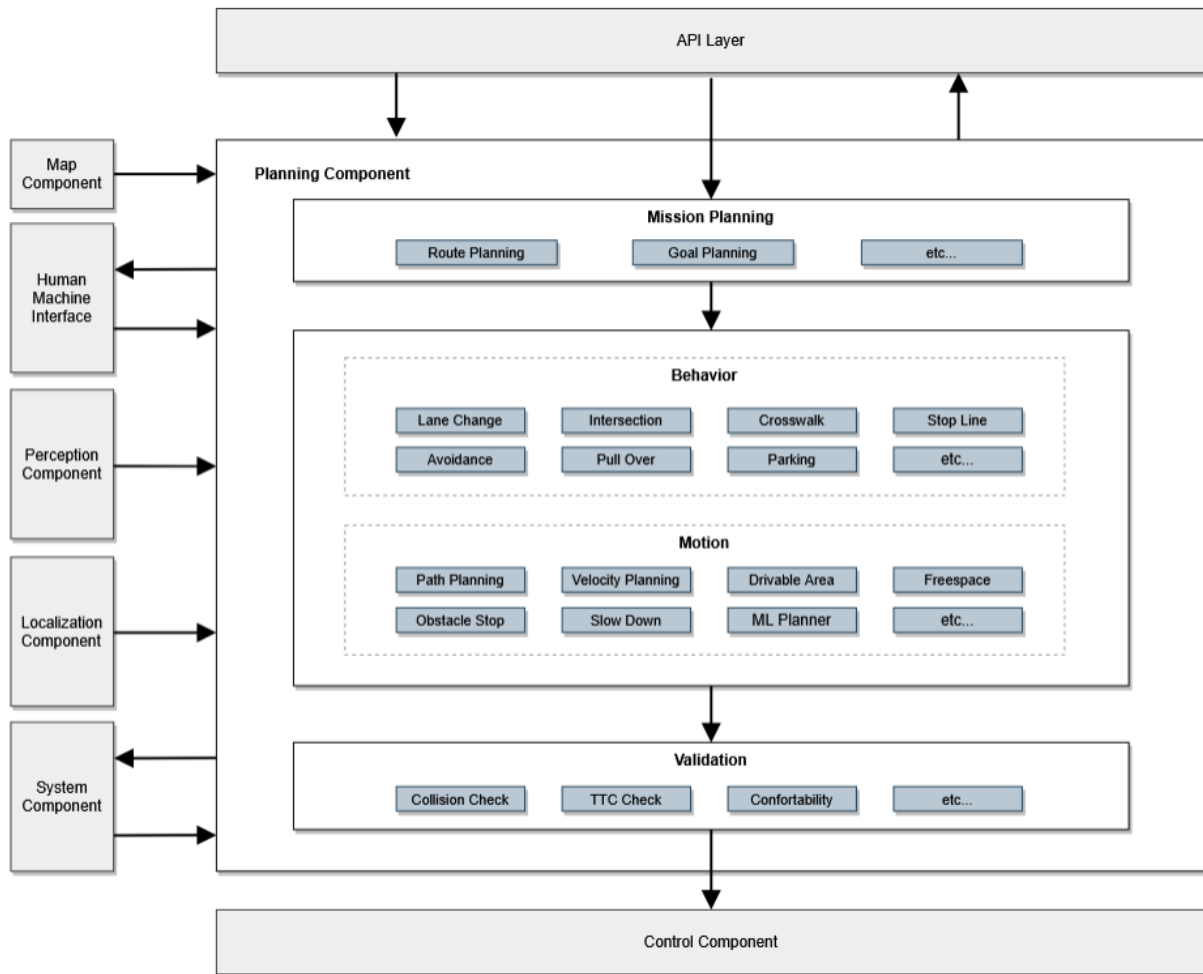 API Layer
Map
Component
Planning Component
Mission Planning
Route Planning
Goal Planning
etc...
Human
Machine
Interface
Behavior
Lane Change
Intersection
Crosswalk
Stop Line
Avoidance
Pull Over
Parking
etc...
Perception
Component
Motion
Path Planning
Velocity Planning
Drivable Area
Freespace
Obstacle Stop
Slow Down
ML Planner
etc...
Localization
Component
Validation
Collision Check
TTC Check
Confortability
etc...
System
Component
Control Component